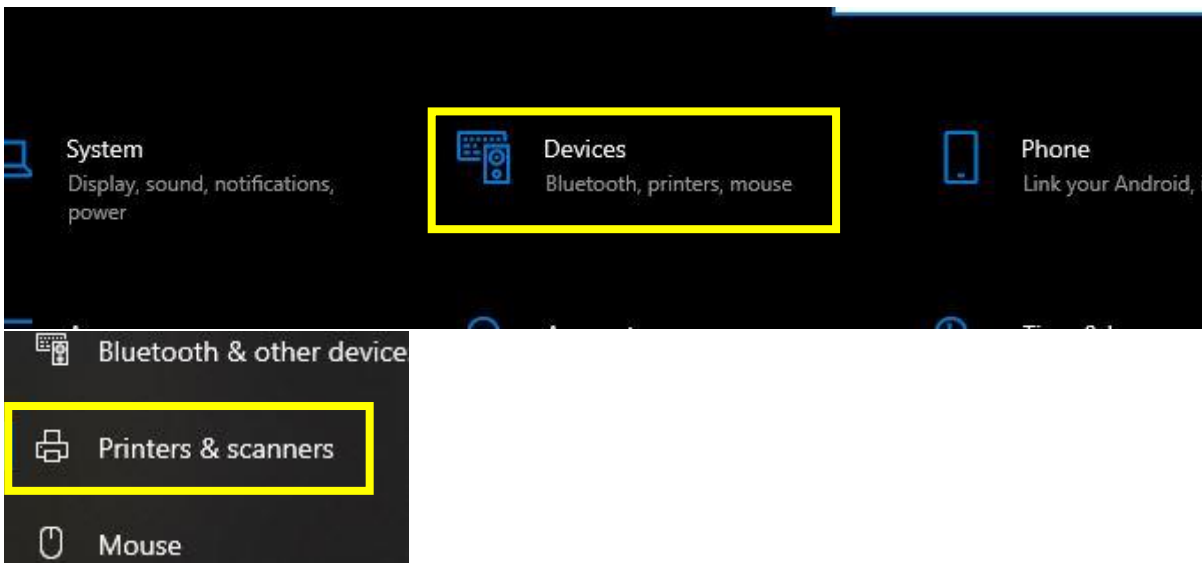 System
Display, sound, notifications,
power
Devices
Bluetooth, printers, mouse
Phone
Link your Android,
Bluetooth & other device
Printers & scanners
Mouse